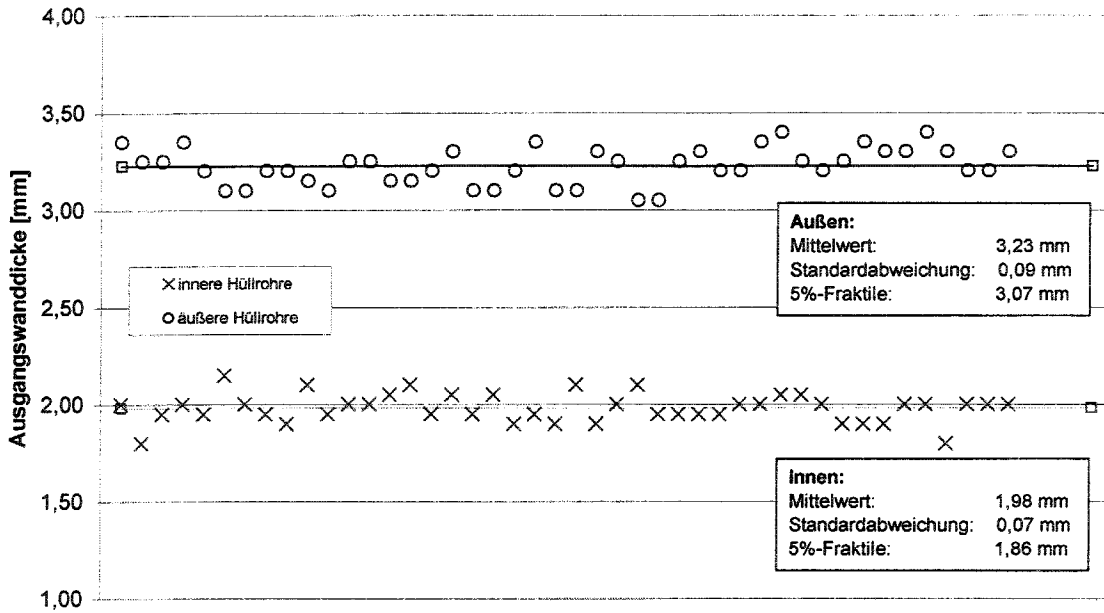 4,00
3,50
3,00
2,50
2,00
1,50
1,00
Ausgangswanddicke [mm]
innere Hüllrohre
äußere Hüllrohre
Außen:
Mittelwert: 3,23 mm
Standardabweichung: 0,09 mm
5%-Fraktile: 3,07 mm
Innen:
Mittelwert: 1,98 mm
Standardabweichung: 0,07 mm
5%-Fraktile: 1,86 mm